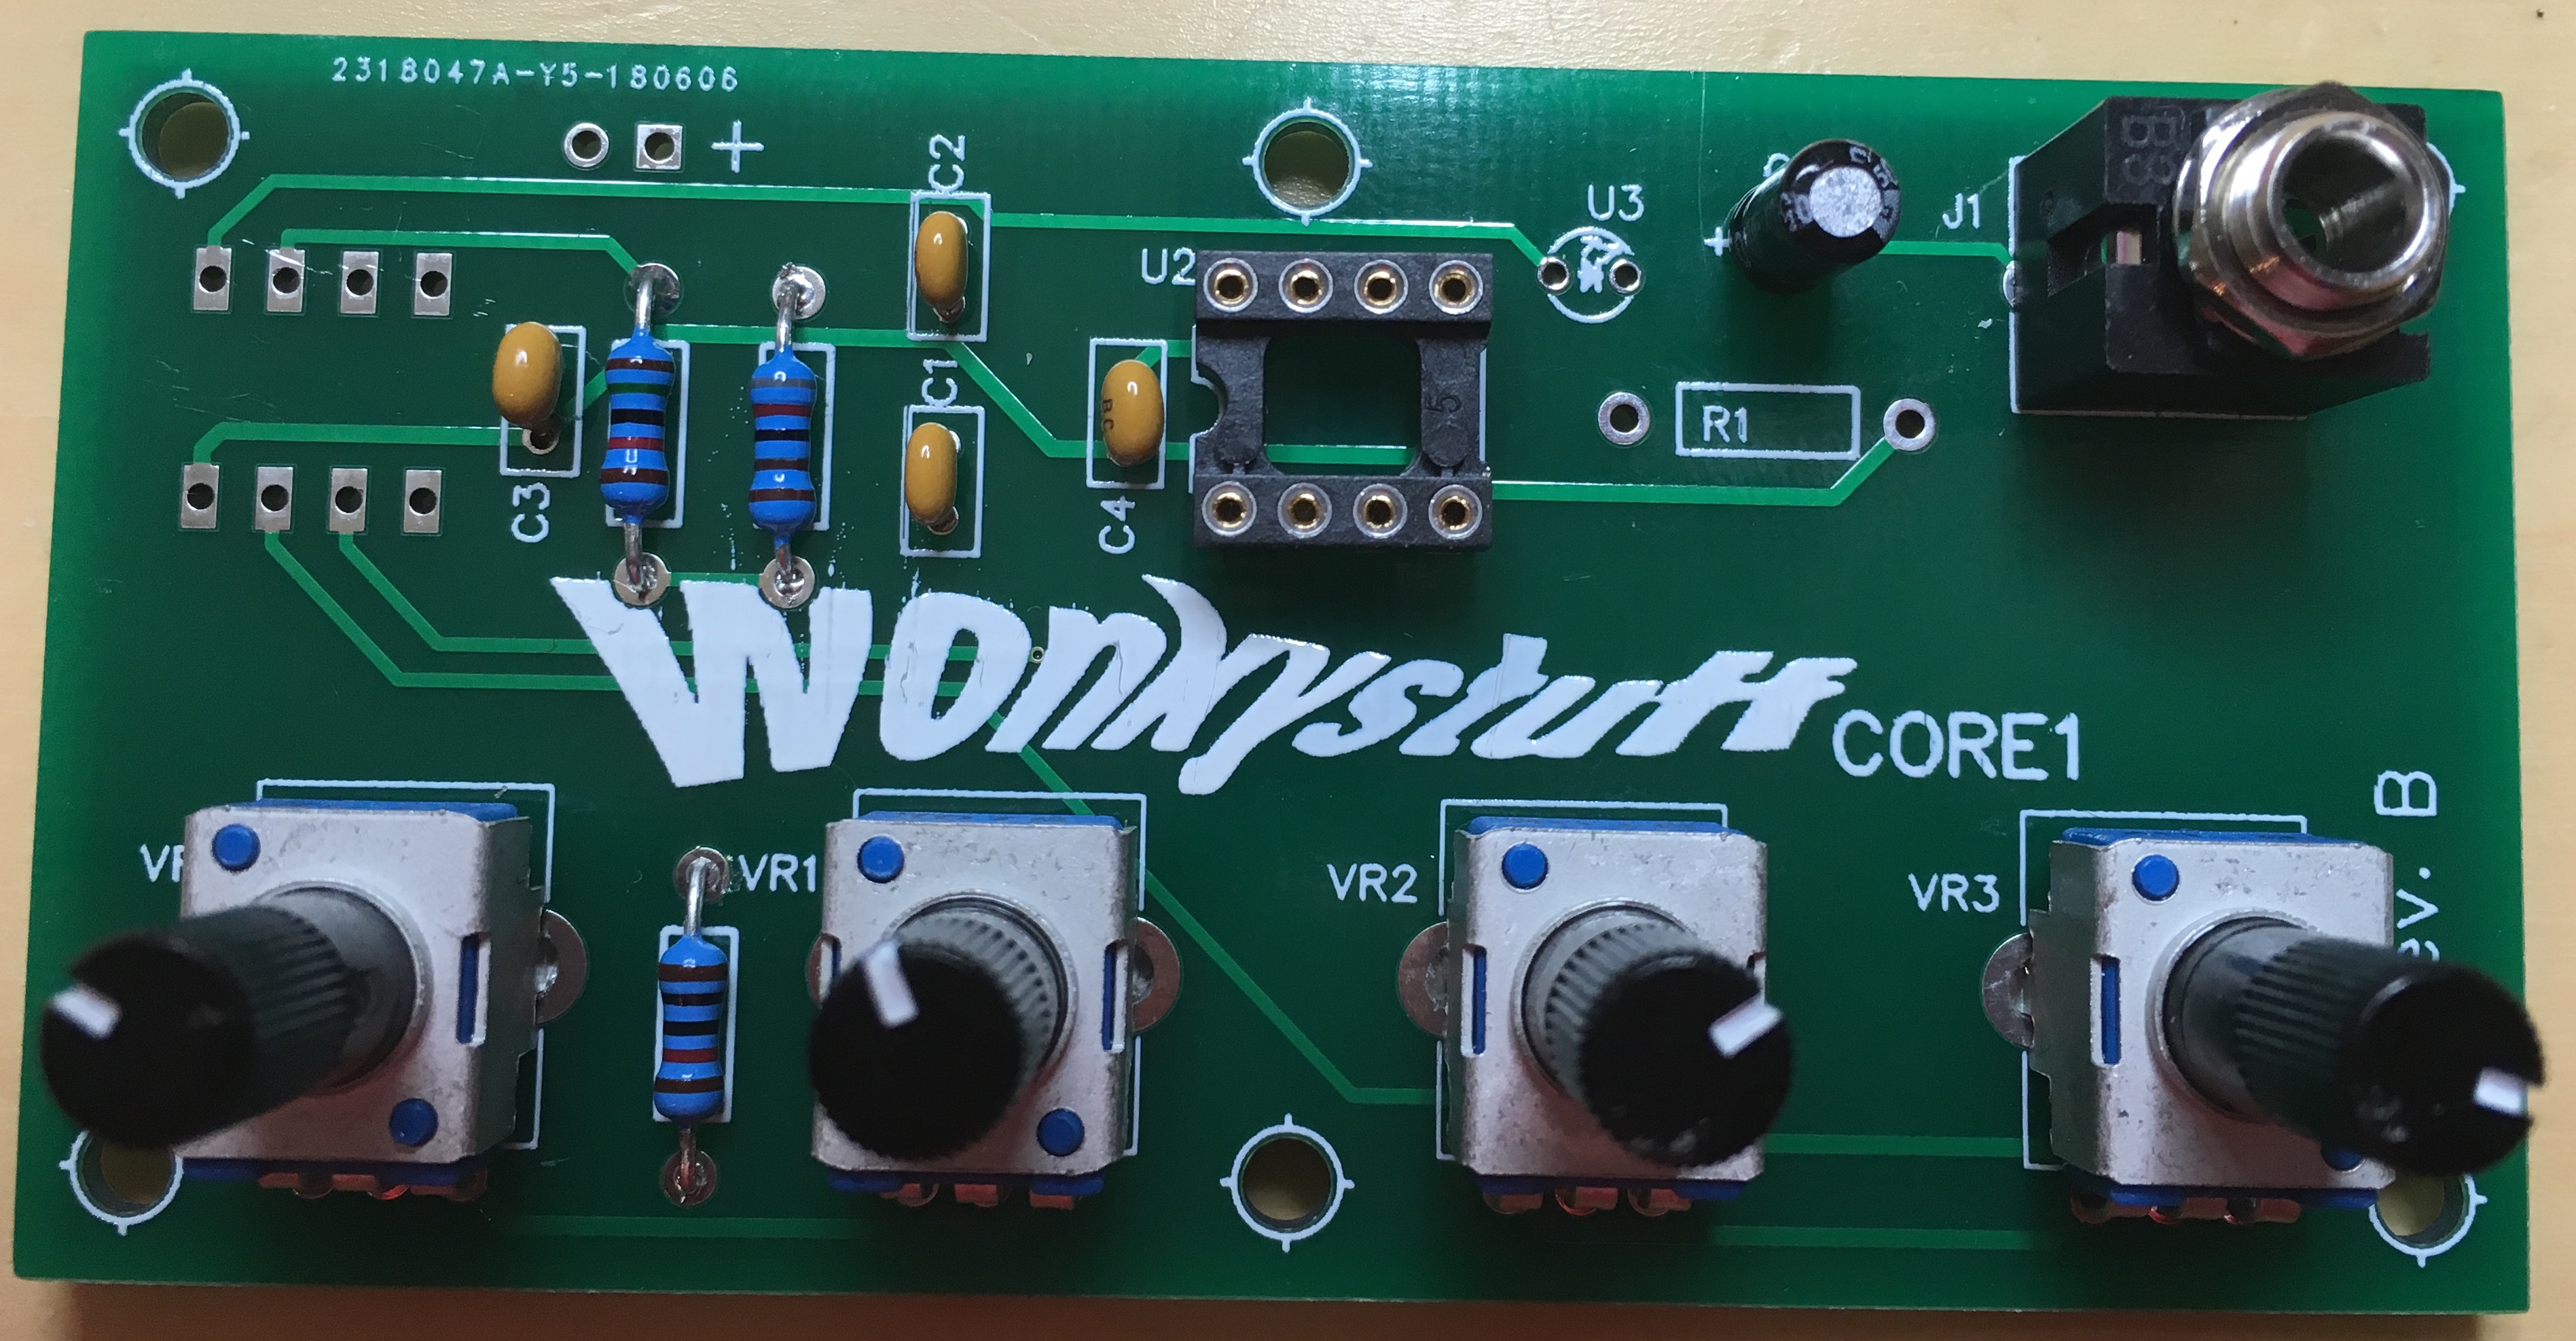 2318047A-Y5-180606
+
C2
U3
J1
B3
+
U2
C1
R1
5
C3
C4
Wonkystuff
CORE1
B
VR1
VR2
VR3